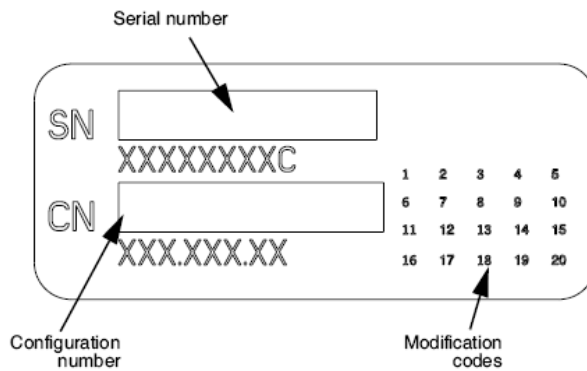 Serial number
SN
XXXXXXXXC
CN
XXX.XXX.XX
1 2 3 4 5
6 7 8 9 10
11 12 13 14 15
16 17 18 19 20
Configuration
number
Modification
codes